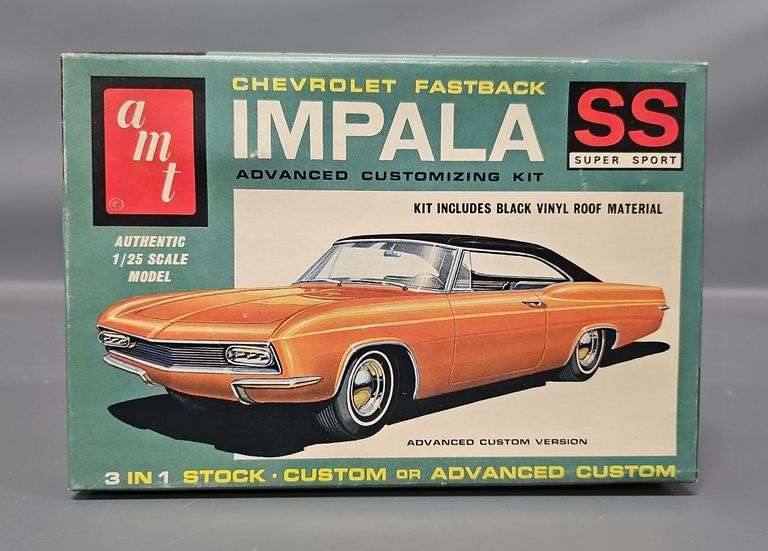 amt
CHEVROLET FASTBACK
IMPALA
SS
SUPER SPORT
ADVANCED CUSTOMIZING KIT
KIT INCLUDES BLACK VINYL ROOF MATERIAL
AUTHENTIC
1/25 SCALE
MODEL
ADVANCED CUSTOM VERSION
3 IN 1 STOCK · CUSTOM OR ADVANCED CUSTOM